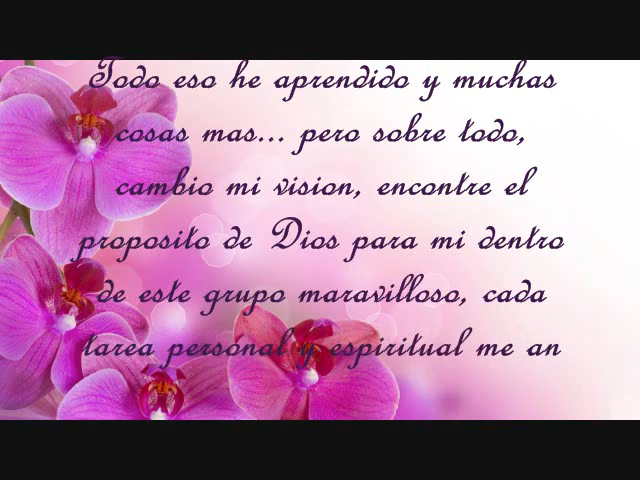 Todo eso he aprendido y muchas
cosas mas... pero sobre todo,
cambio mi vision, encontre el
proposito de Dios para mi dentro
de este grupo maravilloso, cada
tarea personal y espiritual me an